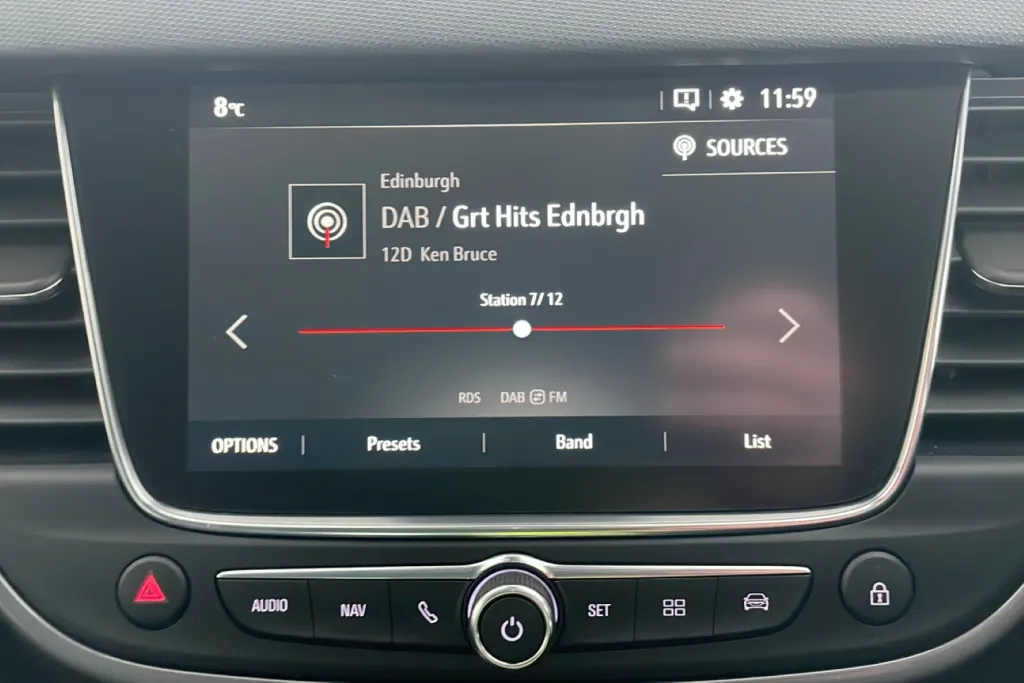 8°C
11:59
SOURCES
Edinburgh
DAB / Grt Hits Ednbrgh
12D Ken Bruce
Station 7/12
RDS DAB FM
OPTIONS | Presets | Band | List
AUDIO NAV SET